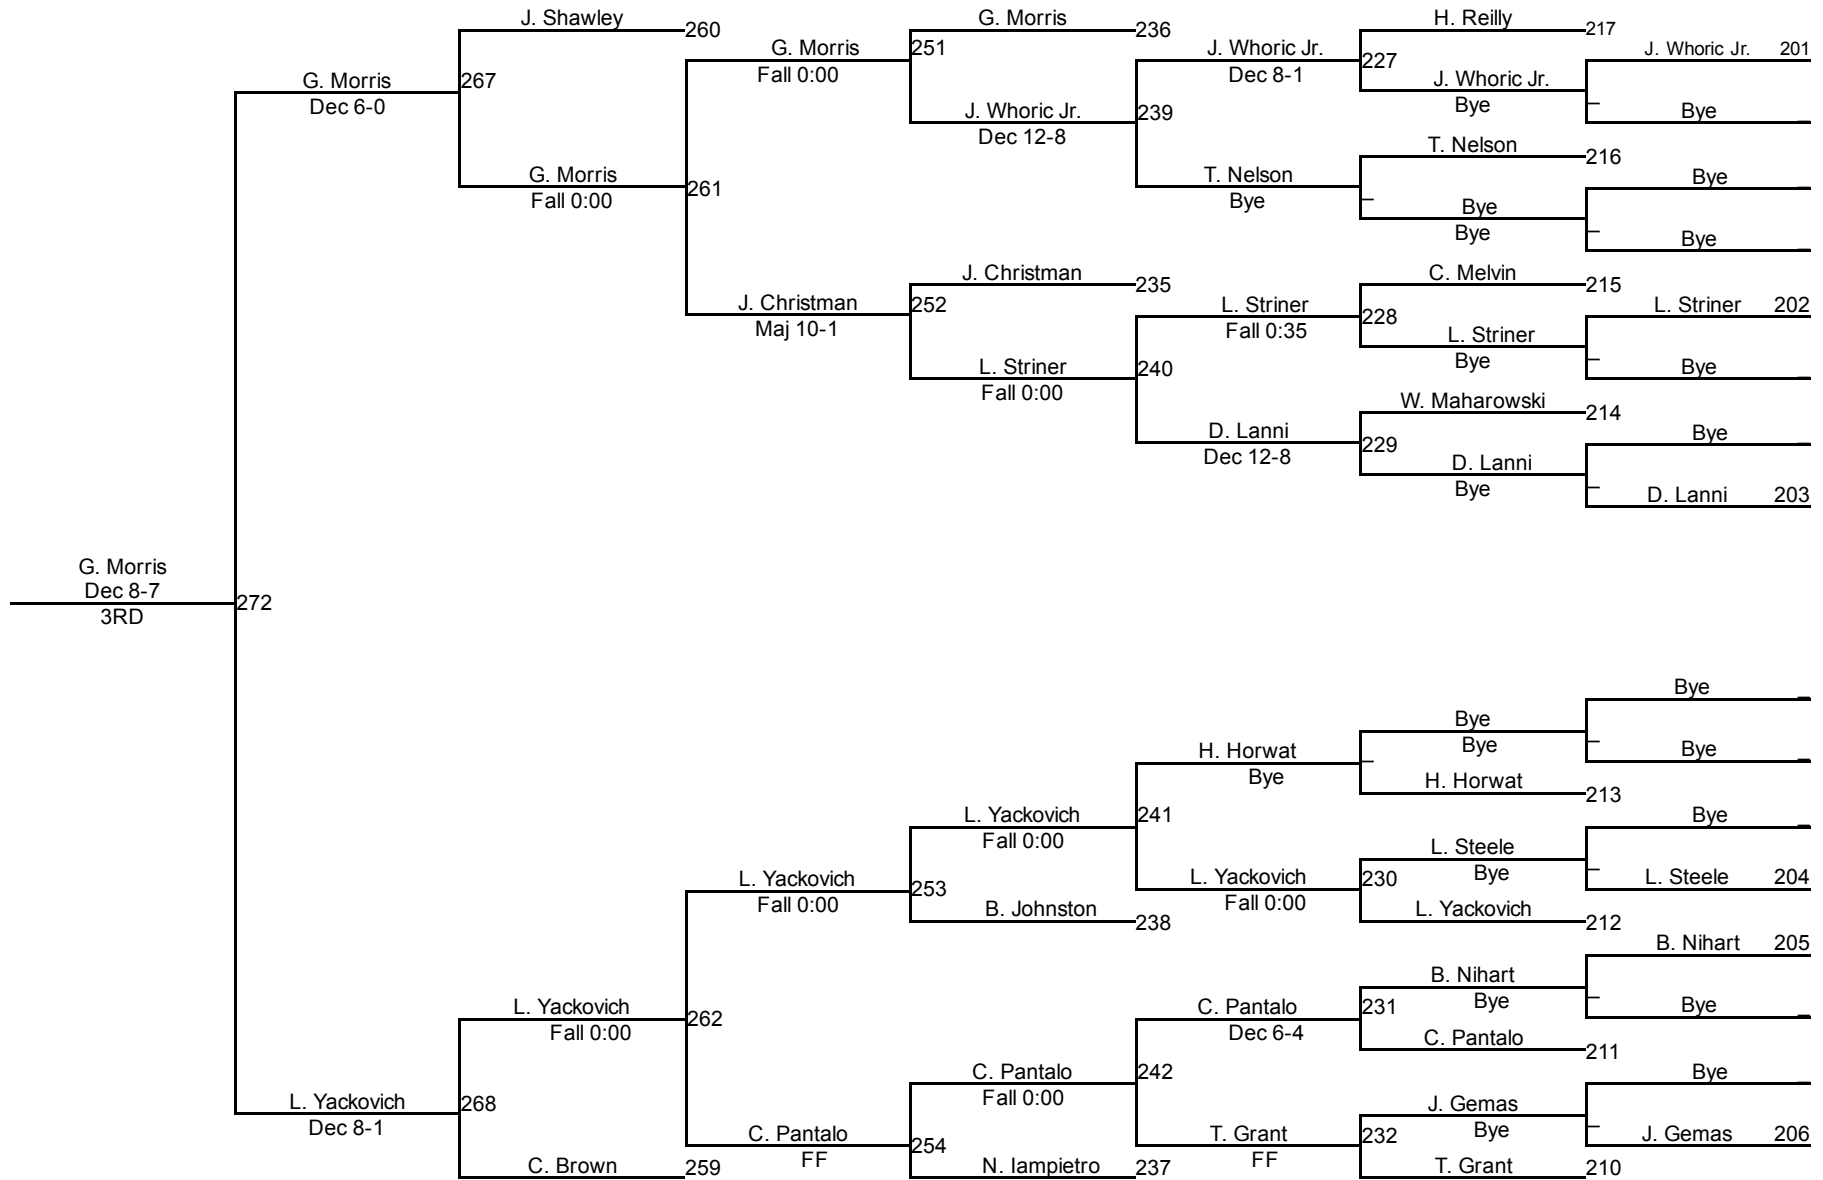 J. Shawley
260
G. Morris
236
H. Reilly
217
G. Morris
251
J. Whoric Jr.
J. Whoric Jr. 201
Fall 0:00
Dec 8-1
227
G. Morris
267
J. Whoric Jr.
Dec 6-0
Bye
Bye
J. Whoric Jr.
239
Dec 12-8
T. Nelson
216
G. Morris
261
T. Nelson
Bye
Fall 0:00
Bye
Bye
Bye
Bye
J. Christman
235
C. Melvin
215
J. Christman
252
L. Striner
L. Striner 202
Maj 10-1
Fall 0:35
228
L. Striner
Bye
L. Striner
240
Bye
Fall 0:00
W. Maharowski
214
D. Lanni
Bye
Dec 12-8
229
D. Lanni
Bye
D. Lanni 203
G. Morris
Dec 8-7
272
3RD
Bye
Bye
H. Horwat
Bye
Bye
Bye
H. Horwat
213
L. Yackovich
241
Bye
Fall 0:00
L. Steele
L. Yackovich
253
L. Yackovich
230
Bye
L. Steele 204
Fall 0:00
Fall 0:00
B. Johnston
238
L. Yackovich
212
B. Nihart 205
B. Nihart
L. Yackovich
262
C. Pantalo
231
Bye
Bye
Fall 0:00
Dec 6-4
C. Pantalo
211
C. Pantalo
242
Bye
Fall 0:00
L. Yackovich
268
J. Gemas
Dec 8-1
Bye
C. Pantalo
254
T. Grant
232
J. Gemas 206
FF
FF
C. Brown
259
N. Iampietro
237
T. Grant
210